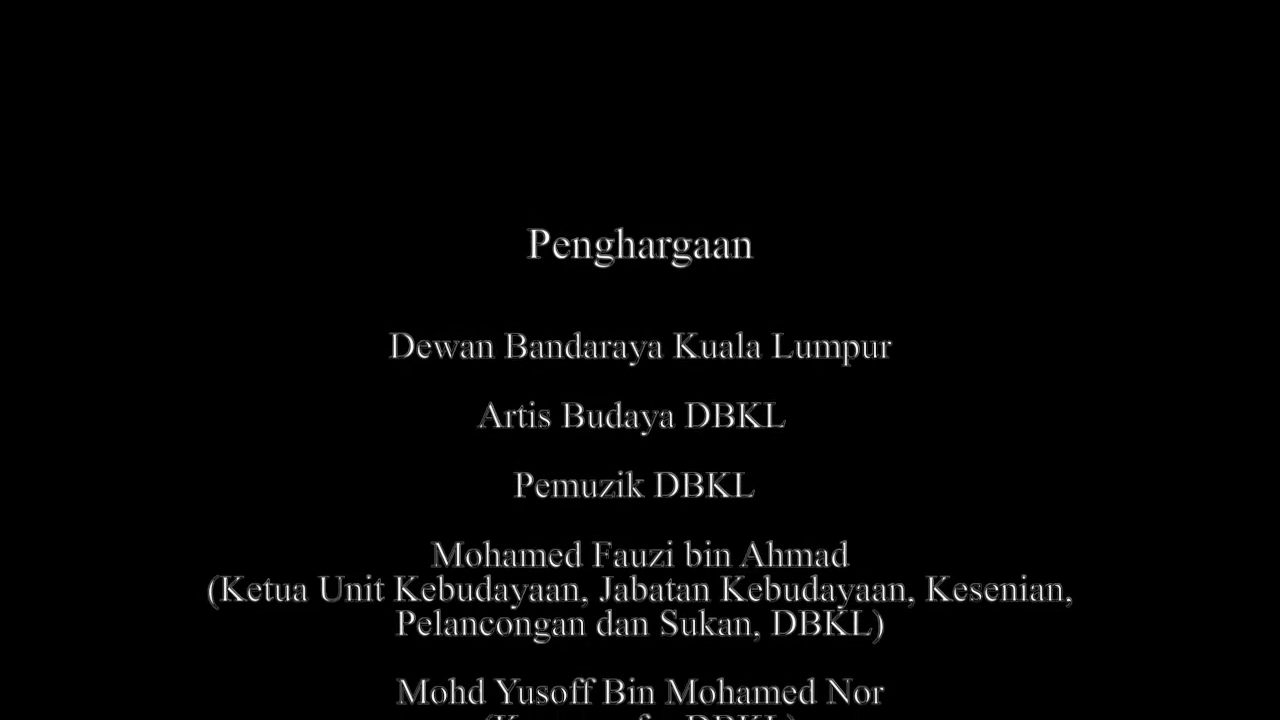 Penghargaan
Dewan Bandaraya Kuala Lumpur
Artis Budaya DBKL
Pemuzik DBKL
Mohamed Fauzi bin Ahmad
(Ketua Unit Kebudayaan, Jabatan Kebudayaan, Kesenian,
Pelancongan dan Sukan, DBKL)
Mohd Yusoff Bin Mohamed Nor